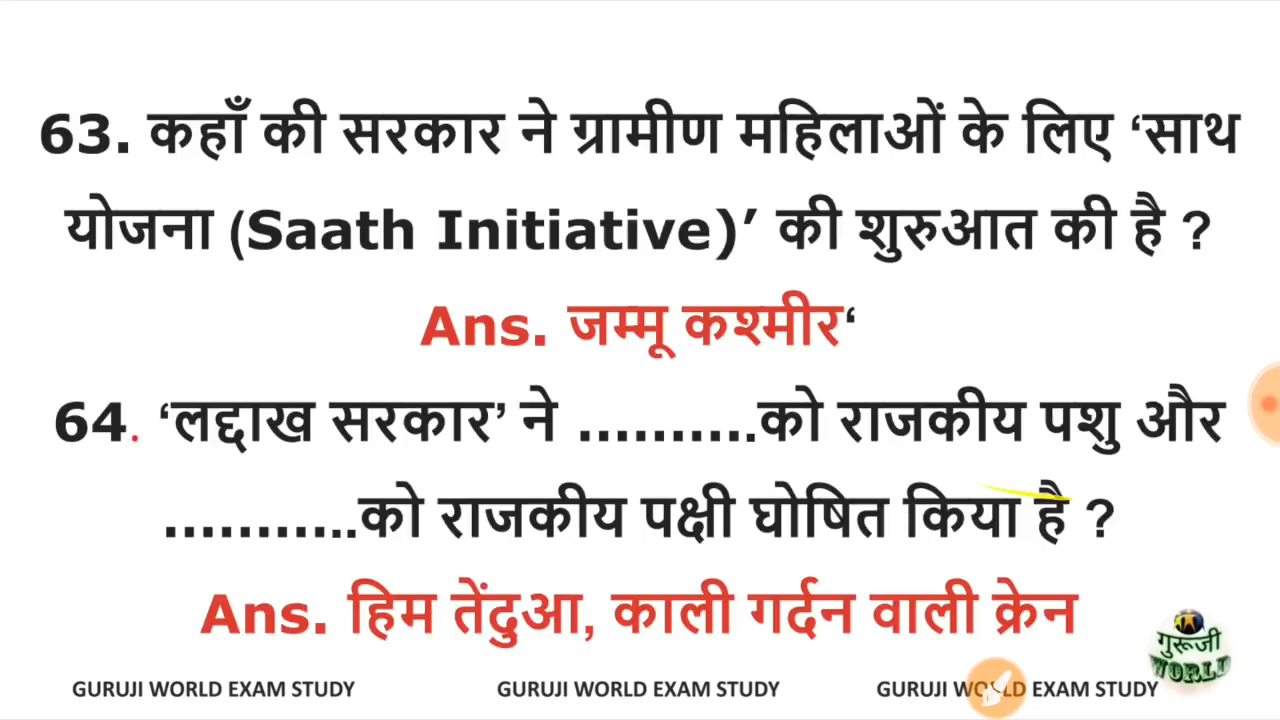 63. कहाँ की सरकार ने ग्रामीण महिलाओं के लिए ‘साथ
योजना (Saath Initiative)’ की शुरुआत की है ?
Ans. जम्मू कश्मीर‘
64. ‘लद्दाख सरकार’ ने ..........को राजकीय पशु और
...........को राजकीय पक्षी घोषित किया है ?
Ans. हिम तेंदुआ, काली गर्दन वाली क्रेन
गुरूजी
WORLD
GURUJI WORLD EXAM STUDY GURUJI WORLD EXAM STUDY GURUJI WORLD EXAM STUDY